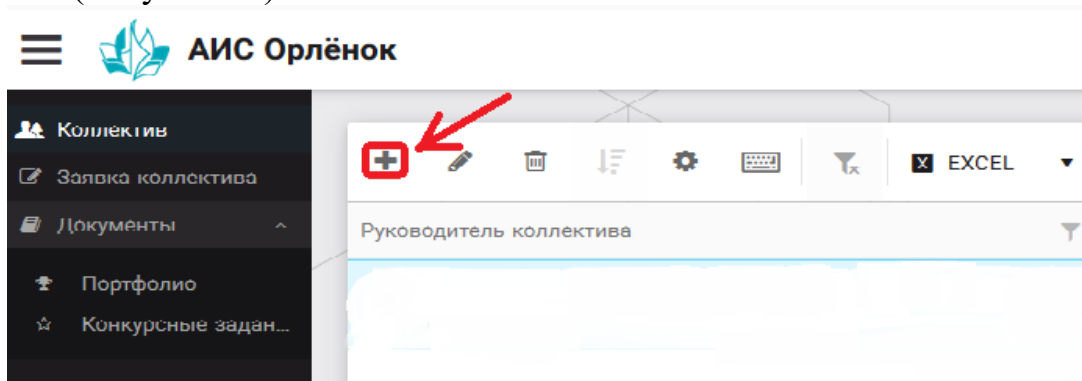 АИС Орлёнок
Коллектив
Заявка коллектива
Документы
Портфолио
Конкурсные задан...
EXCEL
Руководитель коллектива